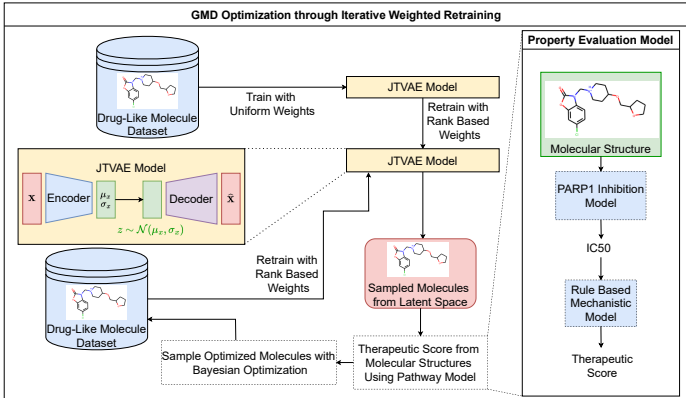 GMD Optimization through Iterative Weighted Retraining
Drug-Like Molecule
Dataset
Train with
Uniform Weights
JTVAE Model
Retrain with
Rank Based
Weights
JTVAE Model
JTVAE Model
x
Encoder
μₓ
σₓ
Decoder
x̂
z ∼ 𝒩(μₓ, σₓ)
Retrain with
Rank Based
Weights
Drug-Like Molecule
Dataset
Sampled Molecules
from Latent Space
Sample Optimized Molecules with
Bayesian Optimization
Therapeutic Score from
Molecular Structures
Using Pathway Model
Property Evaluation Model
Molecular Structure
PARP1 Inhibition
Model
IC50
Rule Based
Mechanistic
Model
Therapeutic
Score